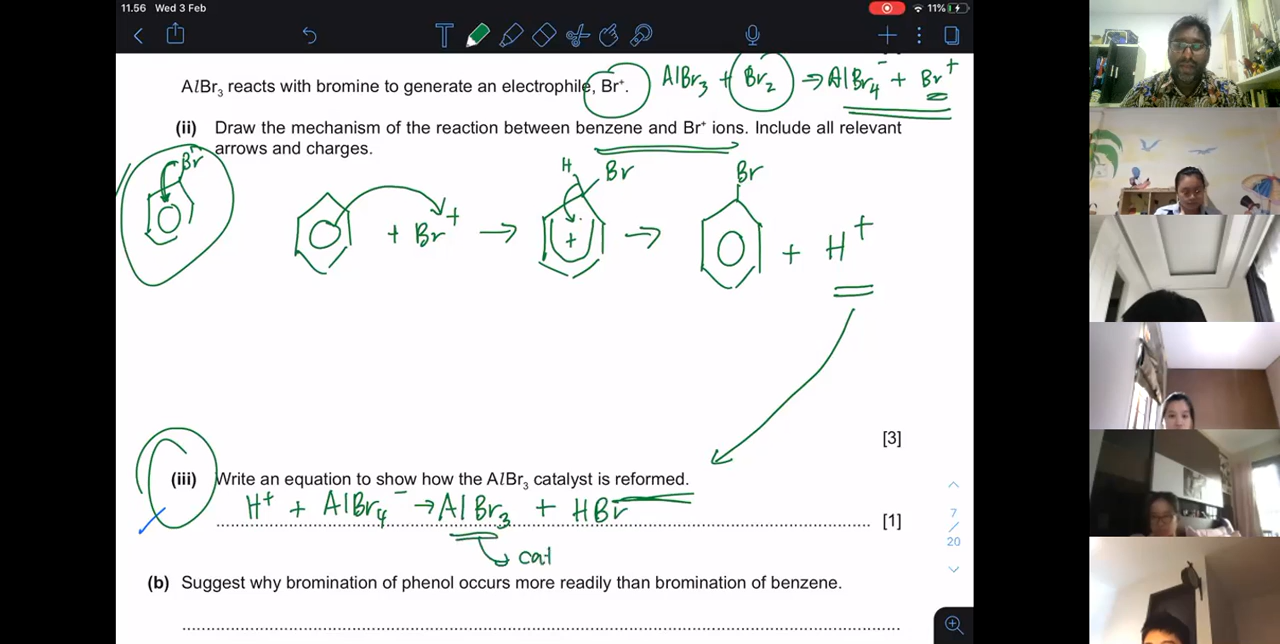 11.56 Wed 3 Feb
11%
AlBr₃ reacts with bromine to generate an electrophile, Br⁺. AlBr₃ + Br₂ ⇒ AlBr₄⁻ + Br⁺
(ii) Draw the mechanism of the reaction between benzene and Br⁺ ions. Include all relevant
arrows and charges.
Br
+ Br⁺ → H Br + → Br + H⁺
[3]
(iii) Write an equation to show how the AlBr₃ catalyst is reformed.
H⁺ + AlBr₄⁻ → AlBr₃ + HBr
[1]
cat
(b) Suggest why bromination of phenol occurs more readily than bromination of benzene.
7
/
20